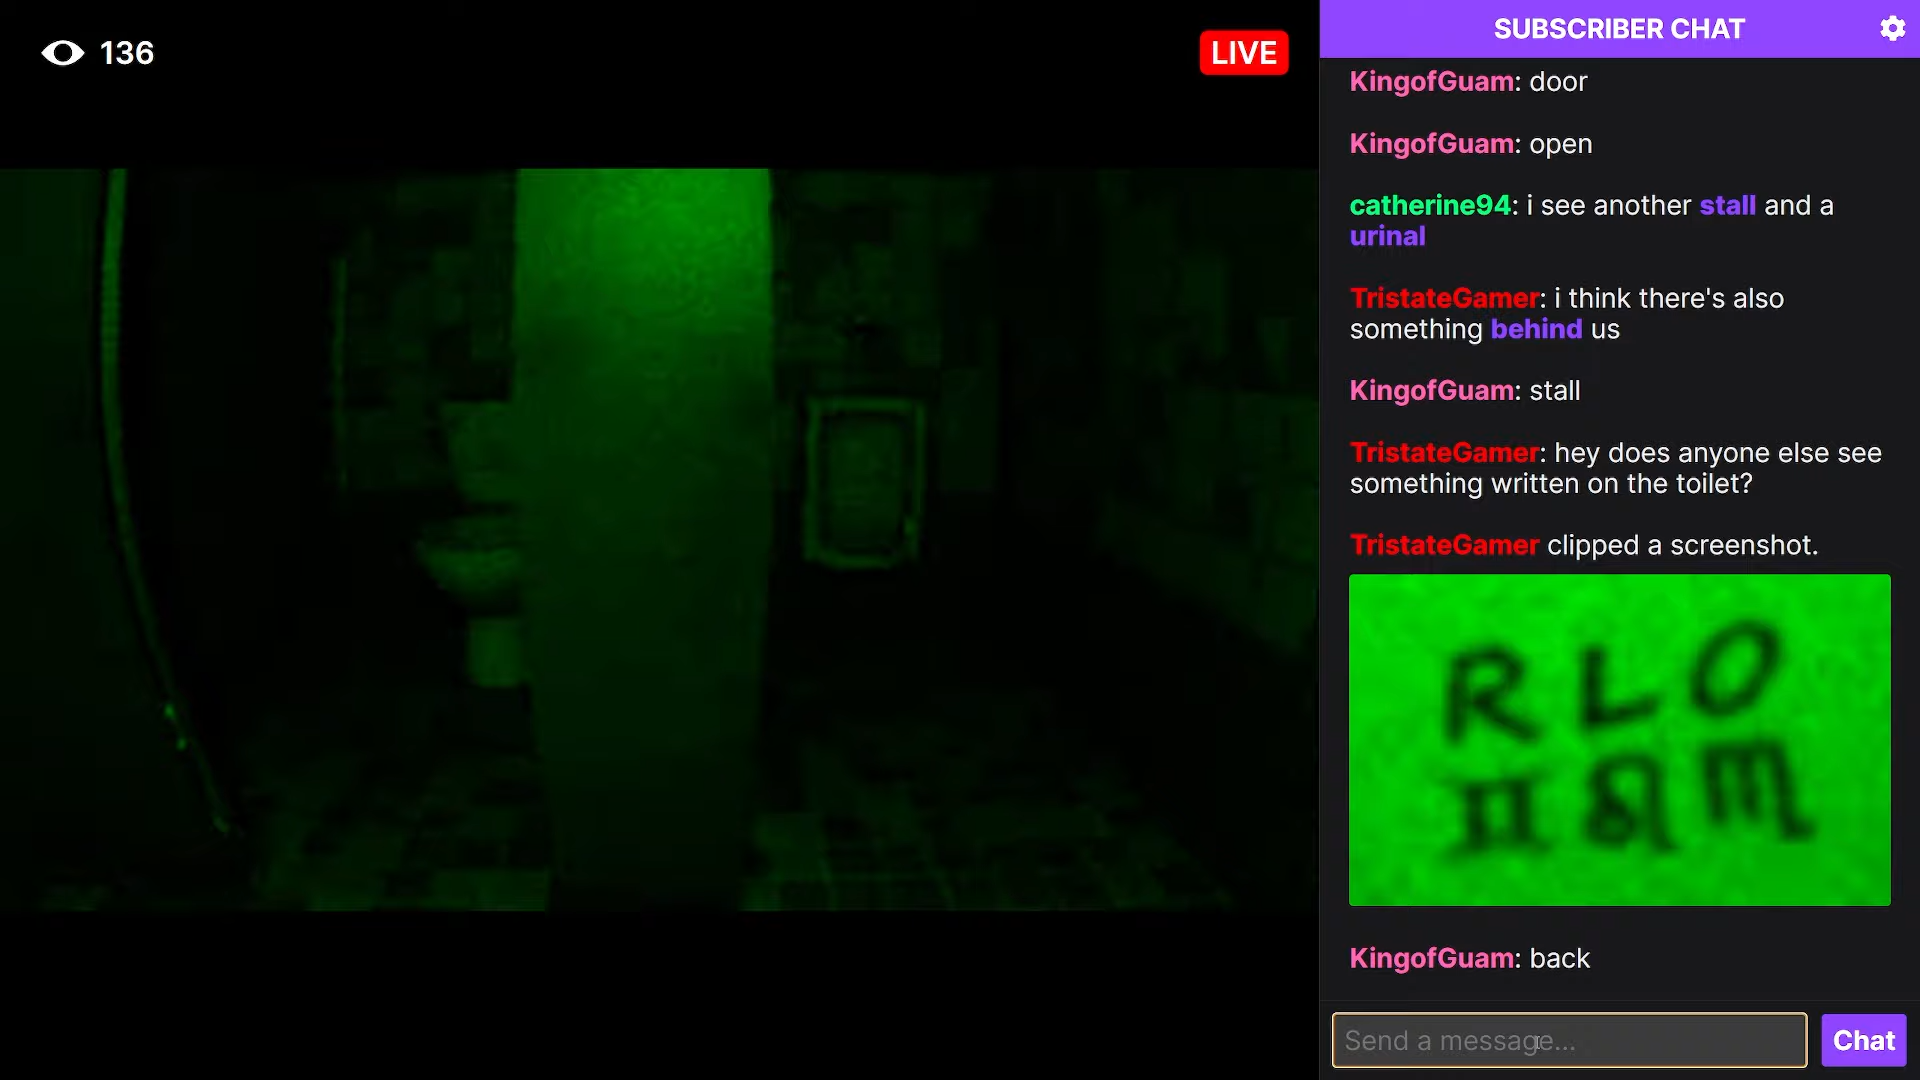 136
LIVE
SUBSCRIBER CHAT
KingofGuam: door
KingofGuam: open
catherine94: i see another stall and a
urinal
TristateGamer: i think there's also
something behind us
KingofGuam: stall
TristateGamer: hey does anyone else see
something written on the toilet?
TristateGamer clipped a screenshot.
R L O
♊ ♌ ♏
KingofGuam: back
Send a message...
Chat